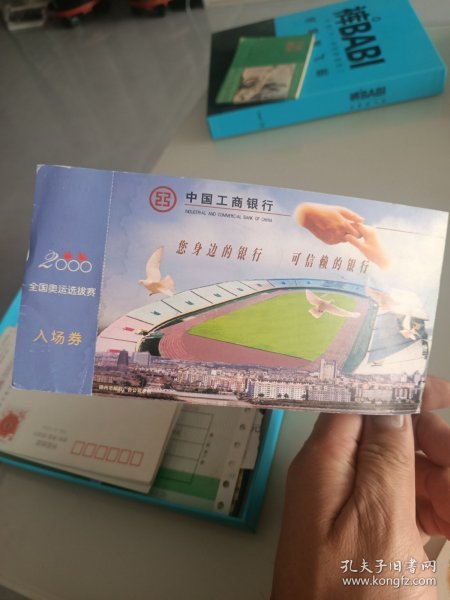 BABI
BABI
中国工商银行
INDUSTRIAL AND COMMERCIAL BANK OF CHINA
您身边的银行 可信赖的银行
2000
全国奥运选拔赛
入场券
孔夫子旧书网
www.kongfz.com